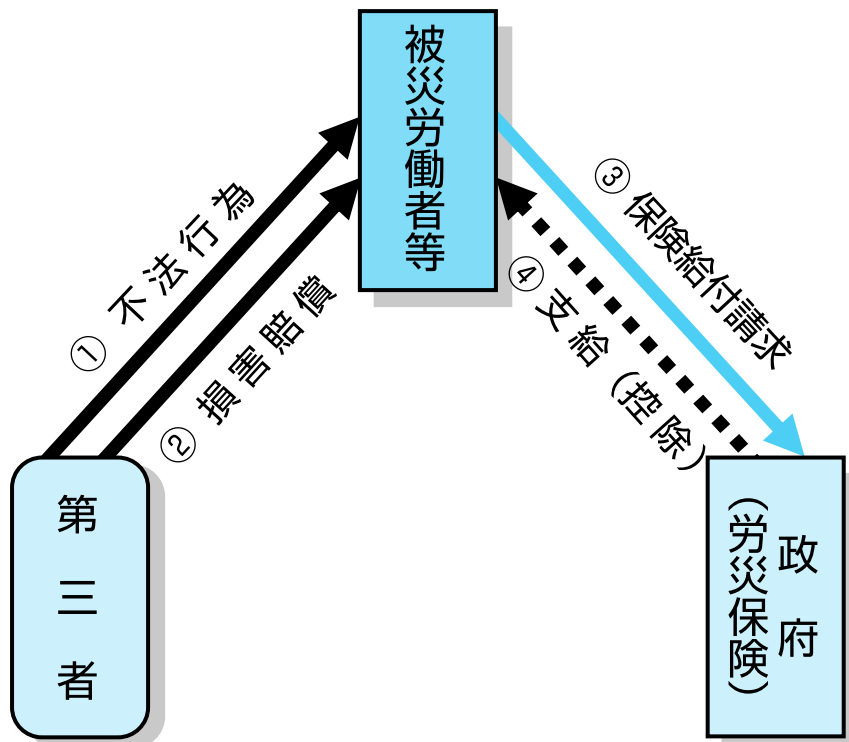 被災労働者等
① 不法行為
② 損害賠償
③ 保険給付請求
④ 支給（控除）
第三者
政府
（労災保険）